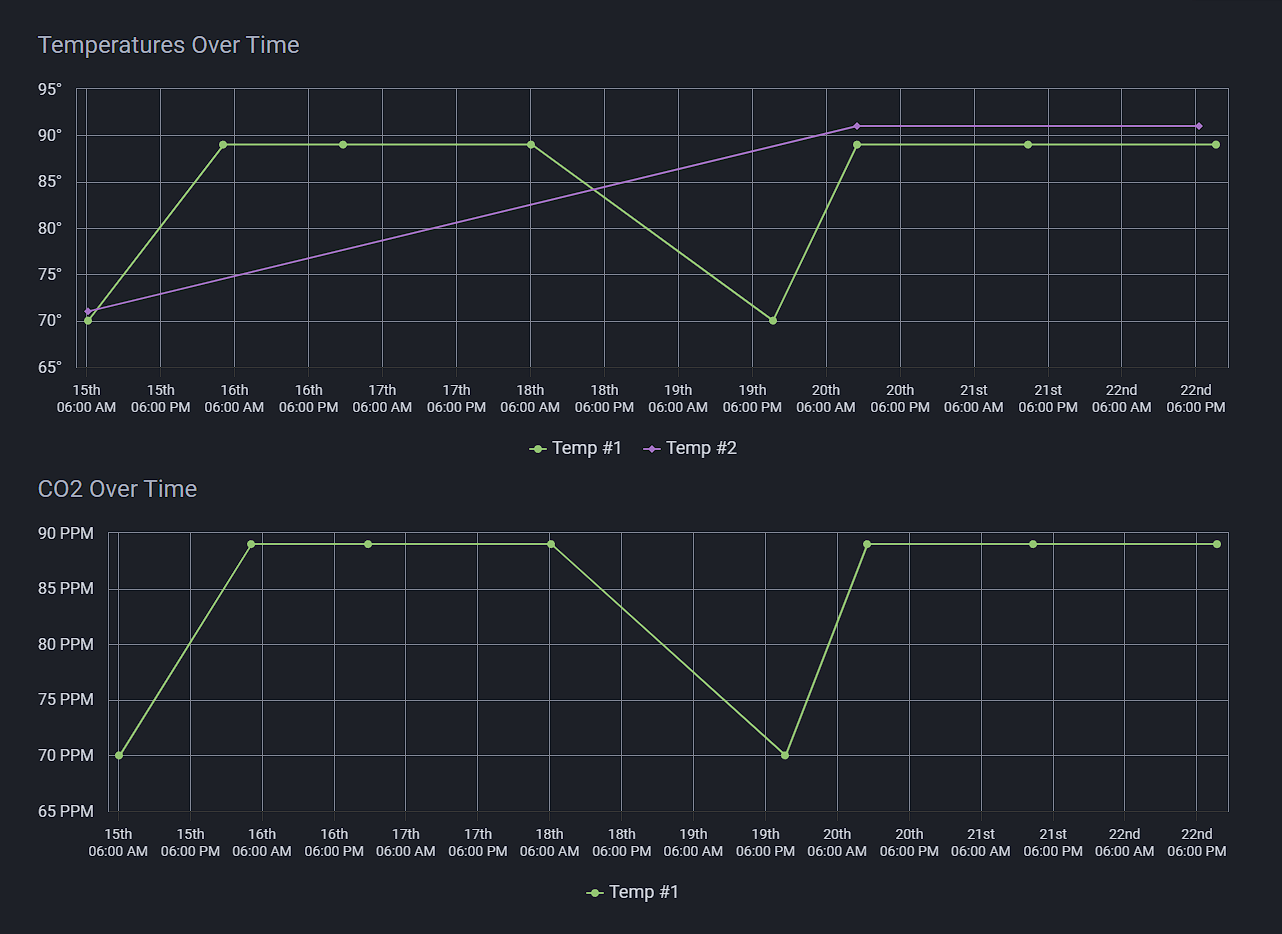 Temperatures Over Time
95°
90°
85°
80°
75°
70°
65°
15th 15th 16th 16th 17th 17th 18th 18th 19th 19th 20th 20th 21st 21st 22nd 22nd
06:00 AM 06:00 PM 06:00 AM 06:00 PM 06:00 AM 06:00 PM 06:00 AM 06:00 PM 06:00 AM 06:00 PM 06:00 AM 06:00 PM 06:00 AM 06:00 PM 06:00 AM 06:00 PM
Temp #1 Temp #2
CO2 Over Time
90 PPM
85 PPM
80 PPM
75 PPM
70 PPM
65 PPM
15th 15th 16th 16th 17th 17th 18th 18th 19th 19th 20th 20th 21st 21st 22nd 22nd
06:00 AM 06:00 PM 06:00 AM 06:00 PM 06:00 AM 06:00 PM 06:00 AM 06:00 PM 06:00 AM 06:00 PM 06:00 AM 06:00 PM 06:00 AM 06:00 PM 06:00 AM 06:00 PM
Temp #1